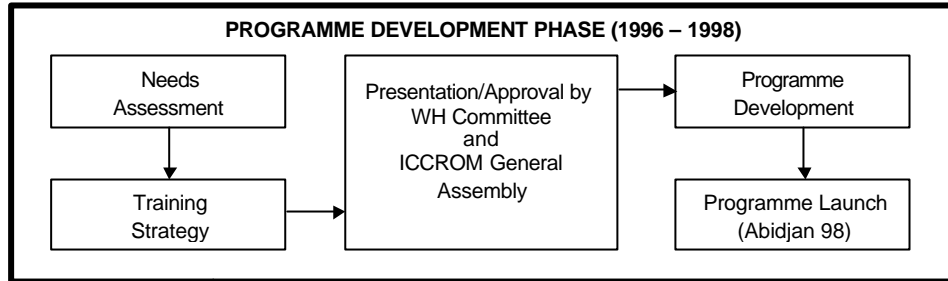 PROGRAMME DEVELOPMENT PHASE (1996 – 1998)
Needs
Assessment
Training
Strategy
Presentation/Approval by
WH Committee
and
ICCROM General
Assembly
Programme
Development
Programme Launch
(Abidjan 98)